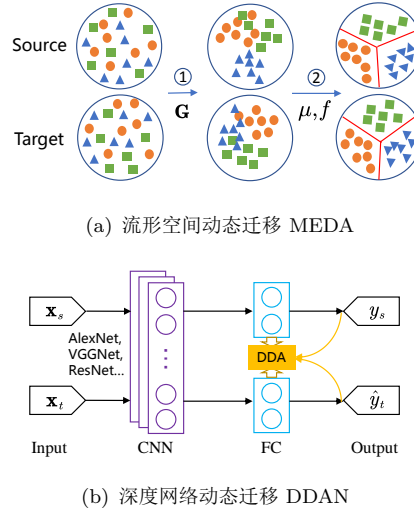 Source
① ②
G μ, f
Target
(a) 流形空间动态迁移 MEDA
x_s y_s
AlexNet,
VGGNet,
ResNet...
DDA
x_t ŷ_t
Input CNN FC Output
(b) 深度网络动态迁移 DDAN